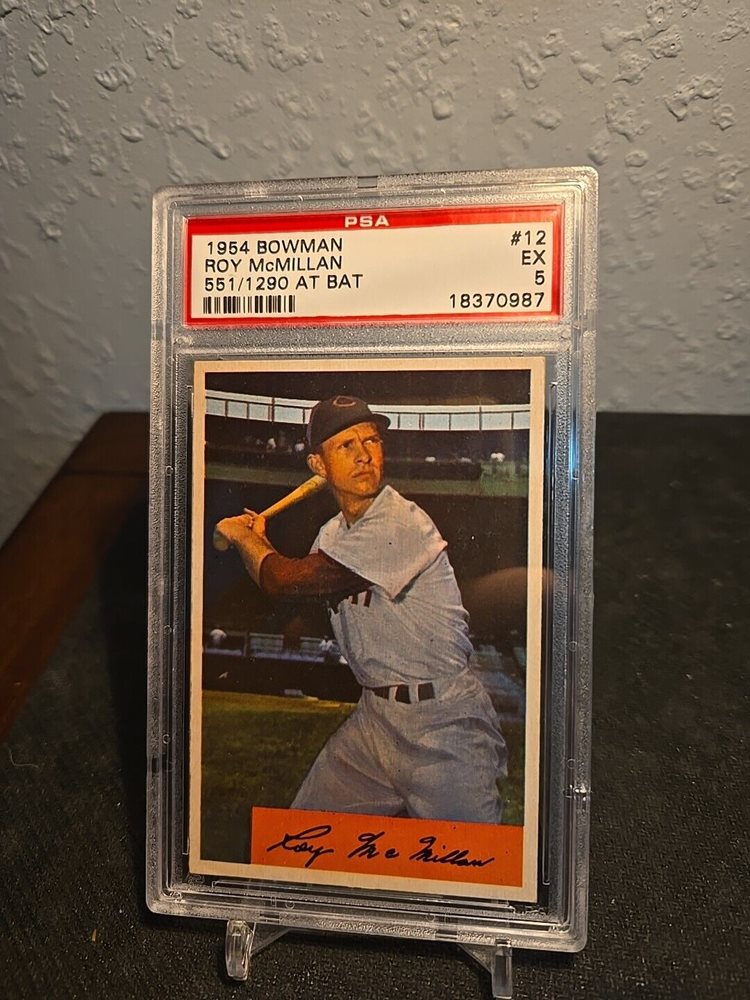 PSA
1954 BOWMAN #12
ROY McMILLAN EX
551/1290 AT BAT 5
18370987
Roy McMillan